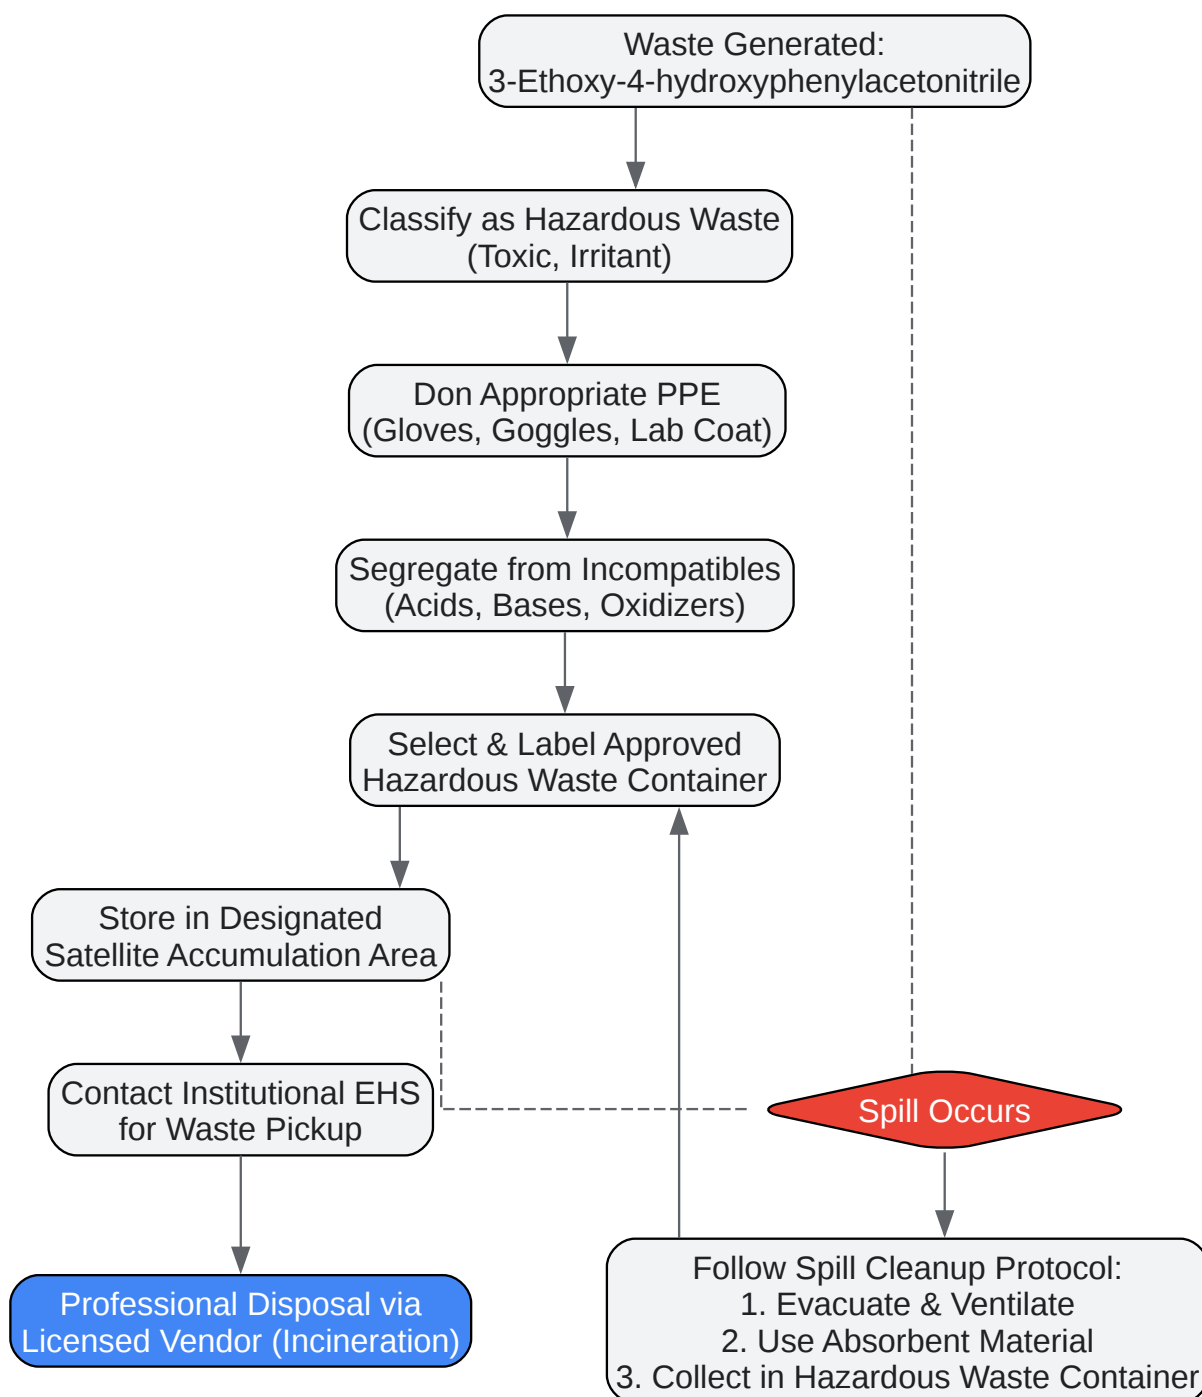 Waste Generated:
3-Ethoxy-4-hydroxyphenylacetonitrile
Classify as Hazardous Waste
(Toxic, Irritant)
Don Appropriate PPE
(Gloves, Goggles, Lab Coat)
Segregate from Incompatibles
(Acids, Bases, Oxidizers)
Select & Label Approved
Hazardous Waste Container
Store in Designated
Satellite Accumulation Area
Contact Institutional EHS
for Waste Pickup
Spill Occurs
Professional Disposal via
Licensed Vendor (Incineration)
Follow Spill Cleanup Protocol:
1. Evacuate & Ventilate
2. Use Absorbent Material
3. Collect in Hazardous Waste Container